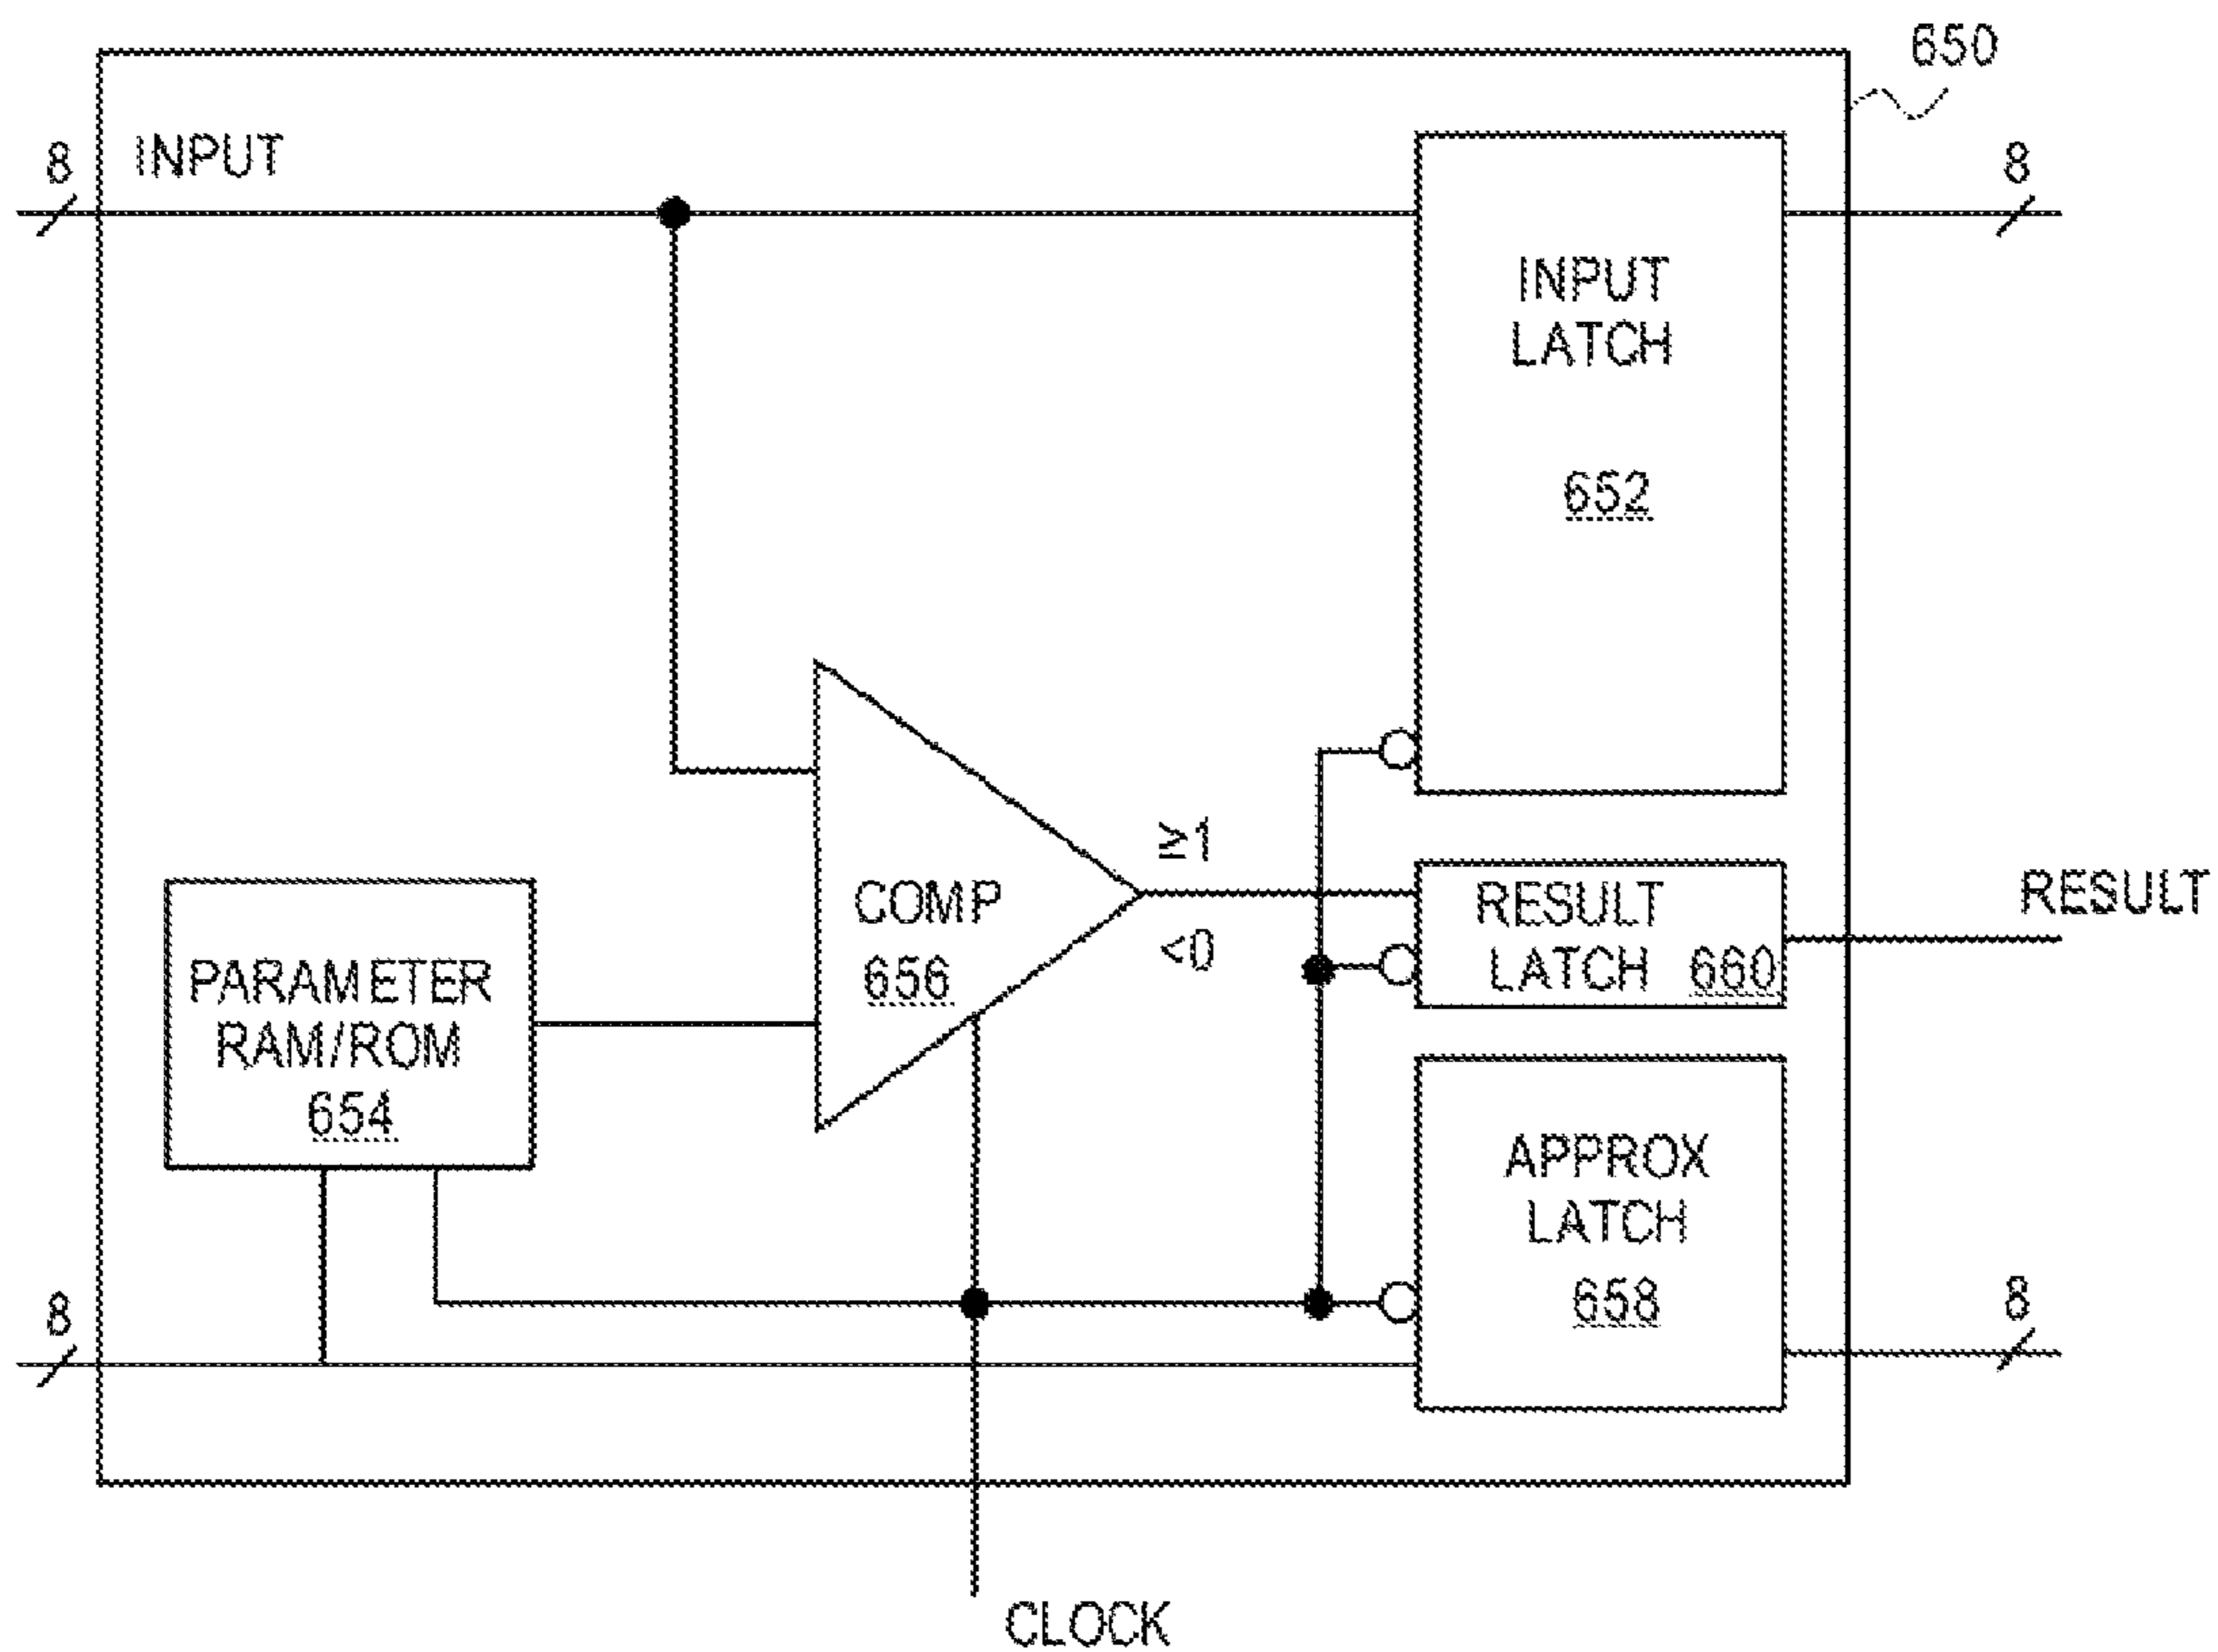 650
8
INPUT
8
INPUT
LATCH
652
≥1
COMP
656
<0
RESULT
LATCH 660
RESULT
PARAMETER
RAM/ROM
654
APPROX
LATCH
658
8
8
CLOCK